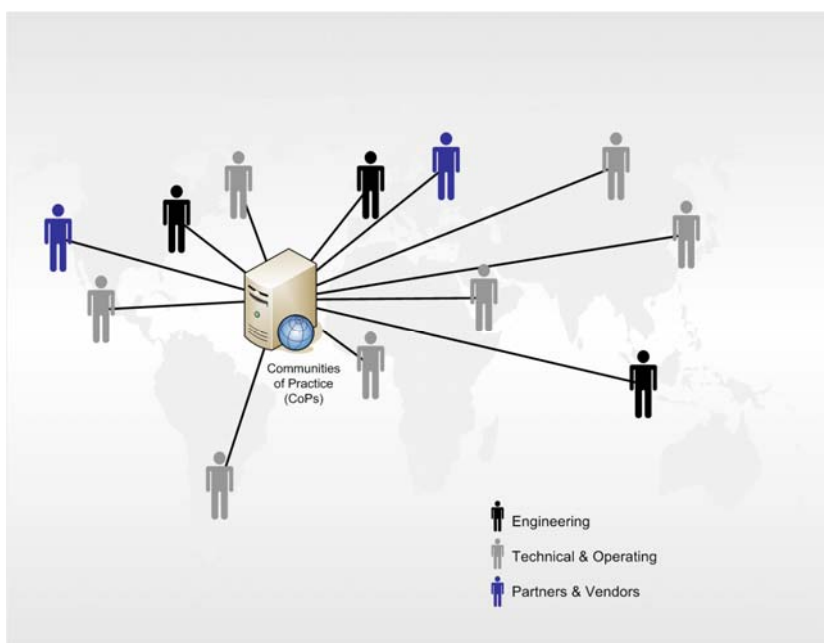 Communities
of Practice
(CoPs)
Engineering
Technical & Operating
Partners & Vendors